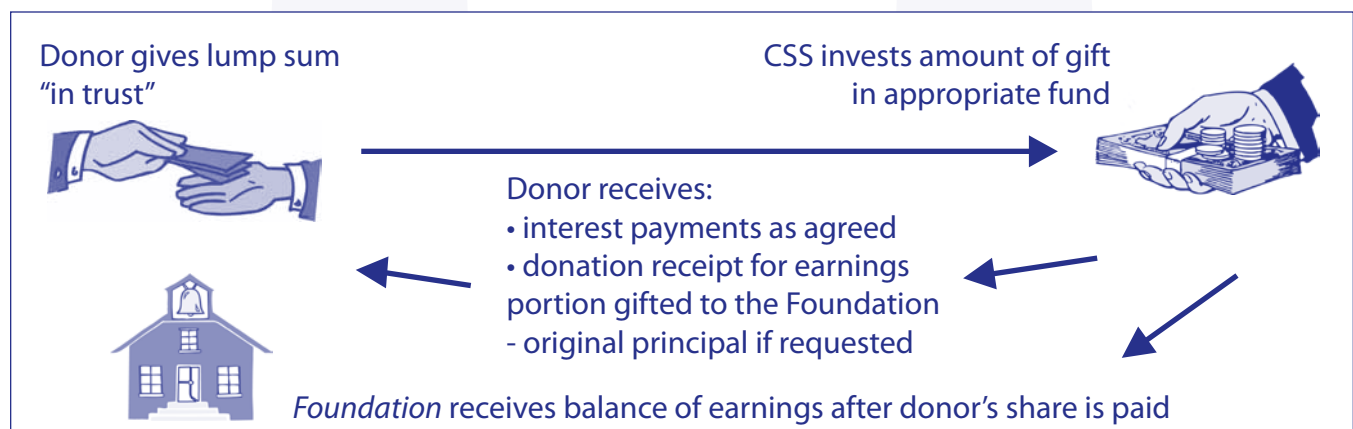 Donor gives lump sum
“in trust”
CSS invests amount of gift
in appropriate fund
Donor receives:
• interest payments as agreed
• donation receipt for earnings
portion gifted to the Foundation
- original principal if requested
Foundation receives balance of earnings after donor’s share is paid